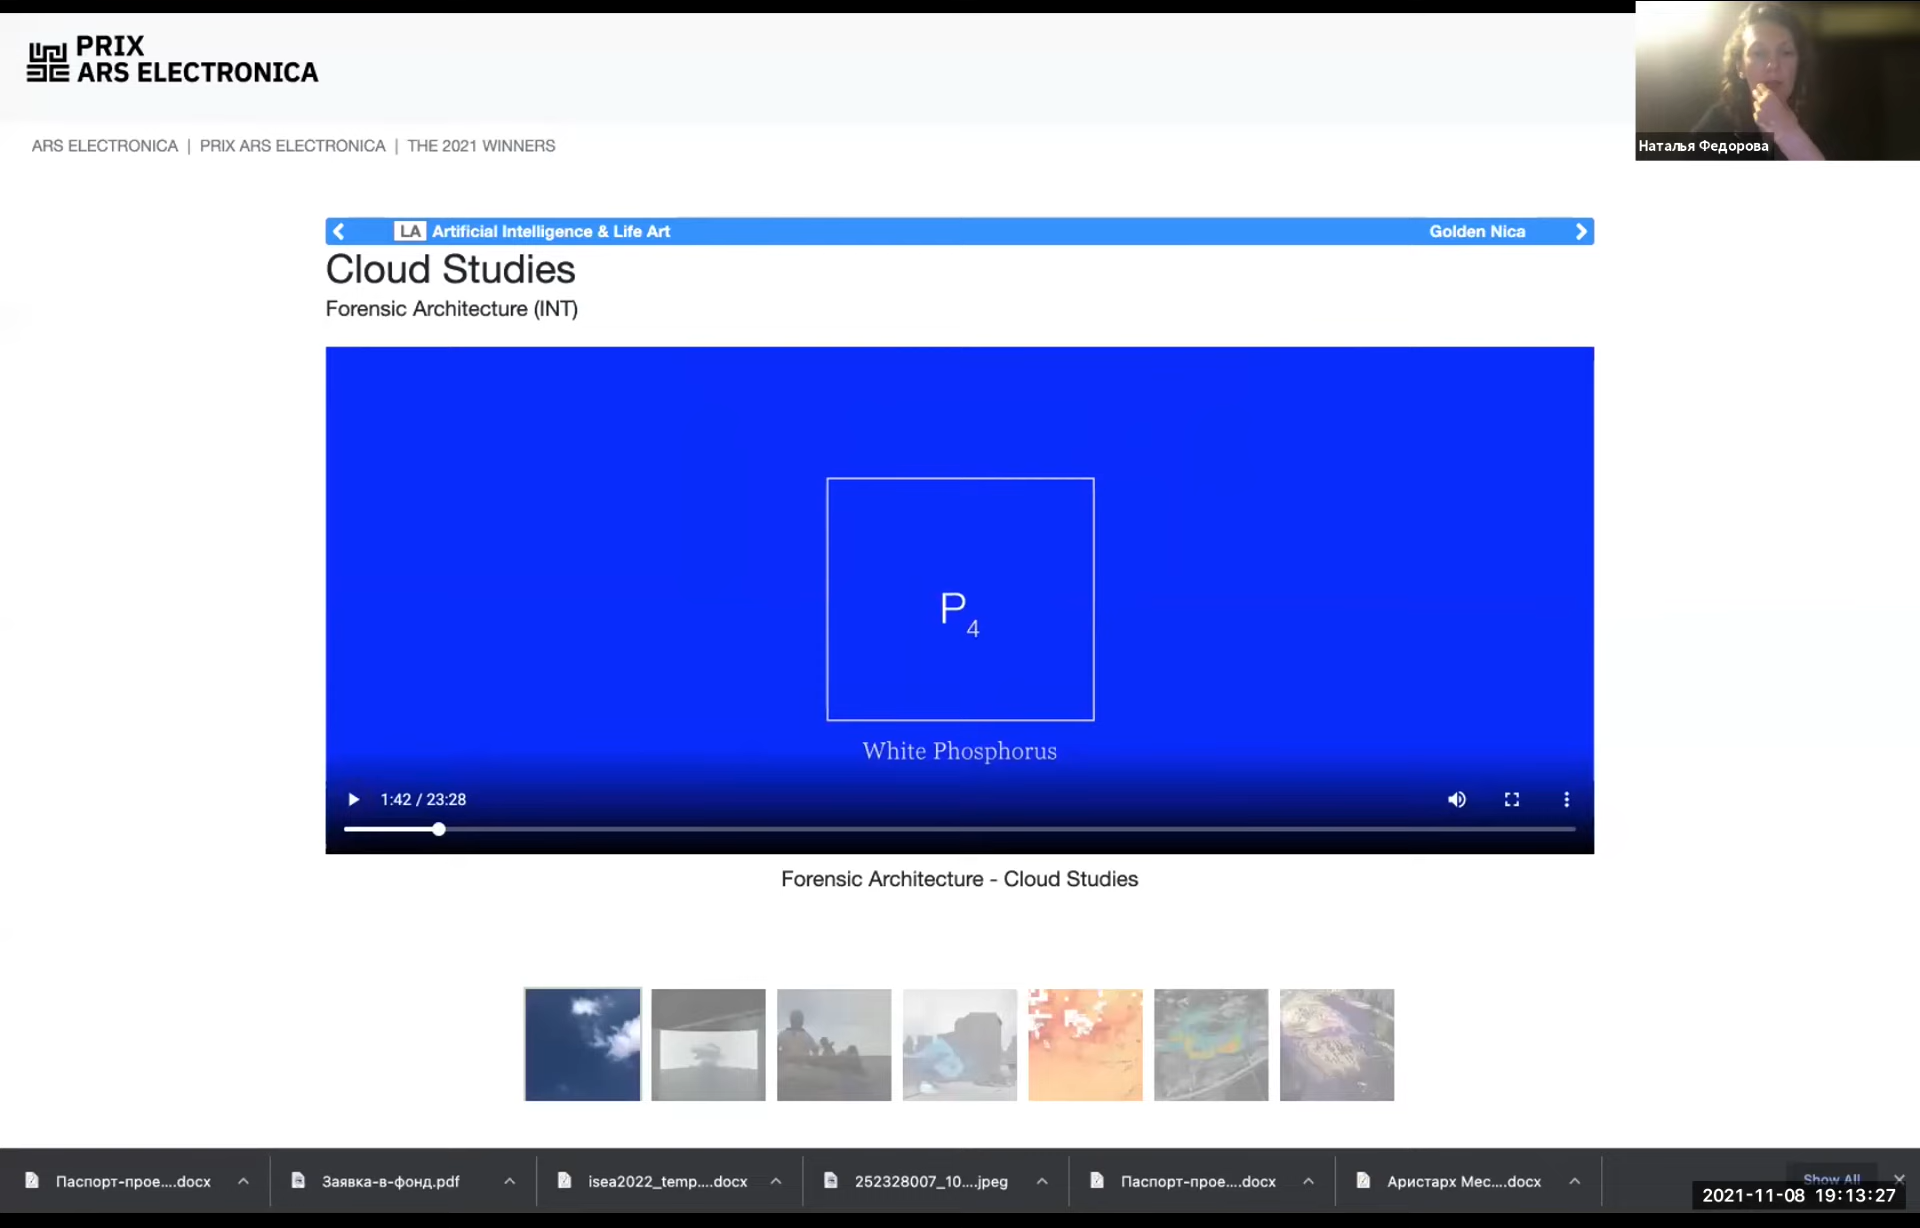 PRIX
ARS ELECTRONICA
Наталья Федорова
ARS ELECTRONICA | PRIX ARS ELECTRONICA | THE 2021 WINNERS
LA Artificial Intelligence & Life Art Golden Nica
Cloud Studies
Forensic Architecture (INT)
P4
White Phosphorus
1:42 / 23:28
Forensic Architecture - Cloud Studies
Паспорт-прое....docx Заявка-в-фонд.pdf isea2022_temp....docx 252328007_10....jpeg Паспорт-прое....docx Аристарх Мес....docx Show All
2021-11-08 19:13:27